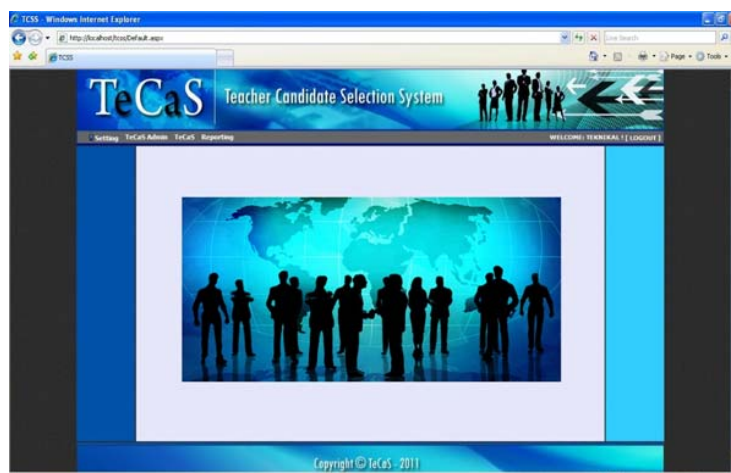 TCSS - Windows Internet Explorer
http://localhost/tcss/Default.aspx
Live Search
TCSS
Page
Tools
TeCaS
Teacher Candidate Selection System
Setting TeCaS Admin TeCaS Reporting
WELCOME: TEKNIKAL ! [ LOGOUT ]
Copyright © TeCaS - 2011